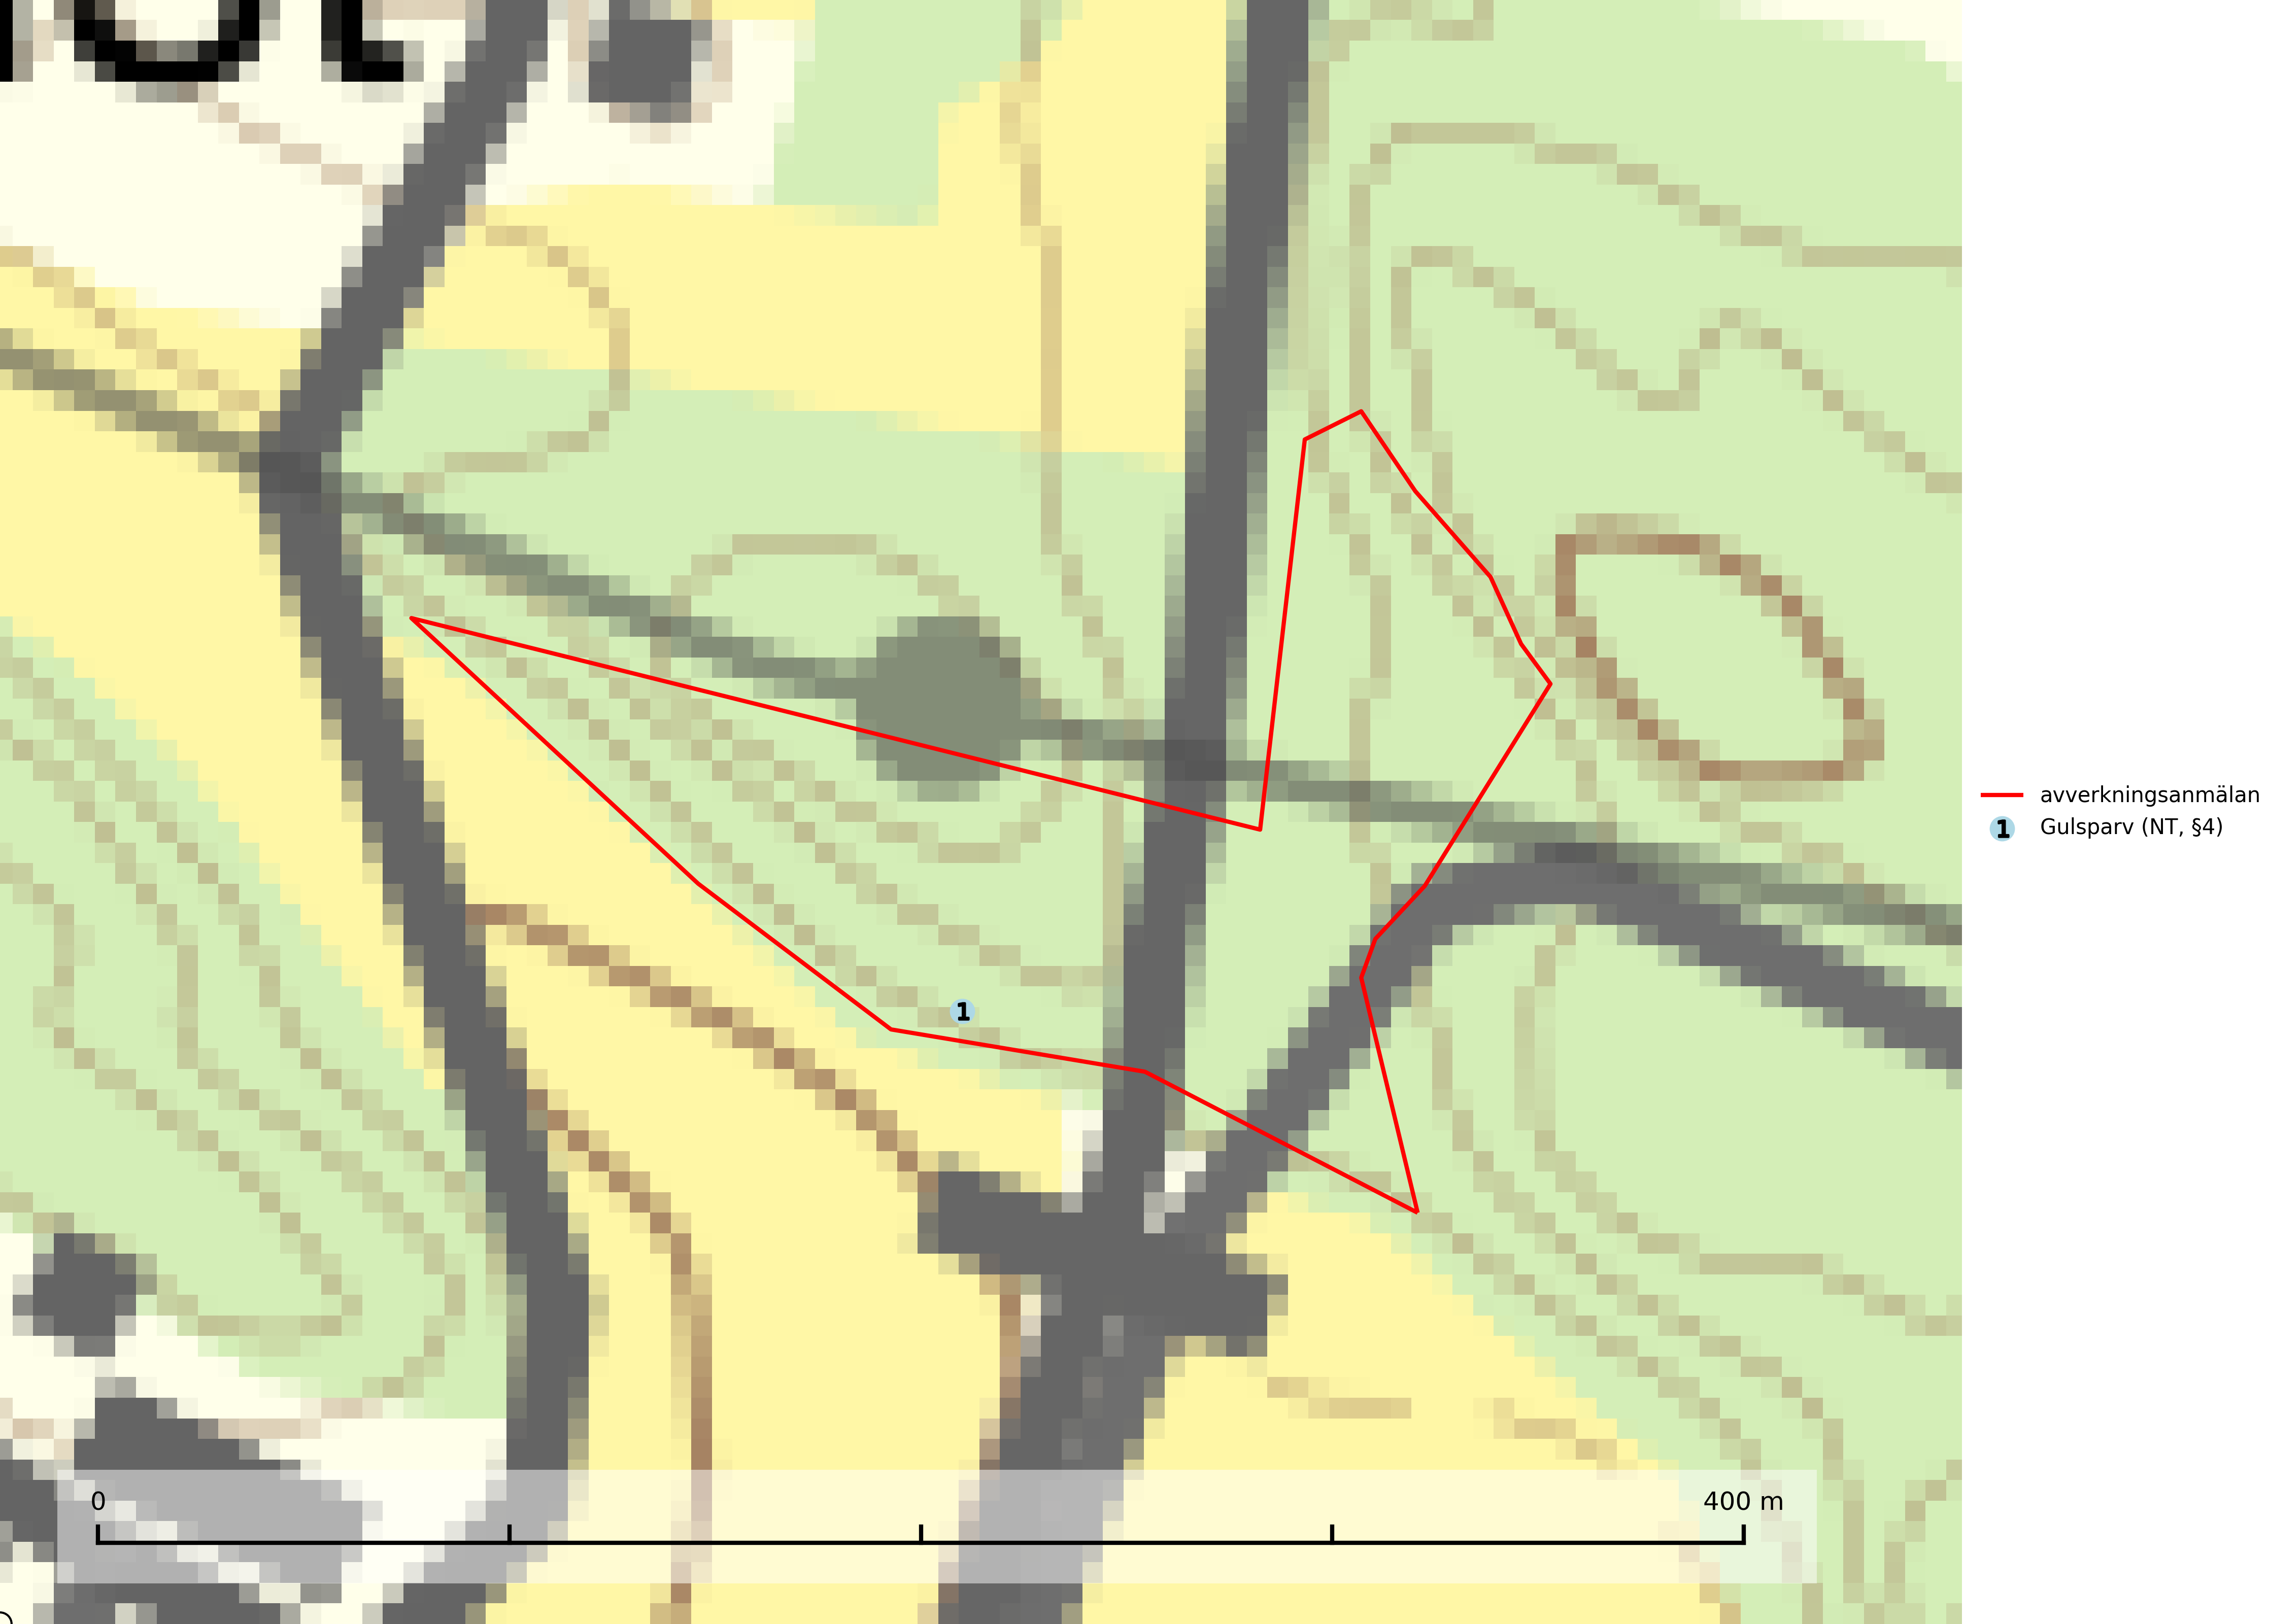 avverkningsanmälan
1 Gulsparv (NT, §4)
1
0 400 m